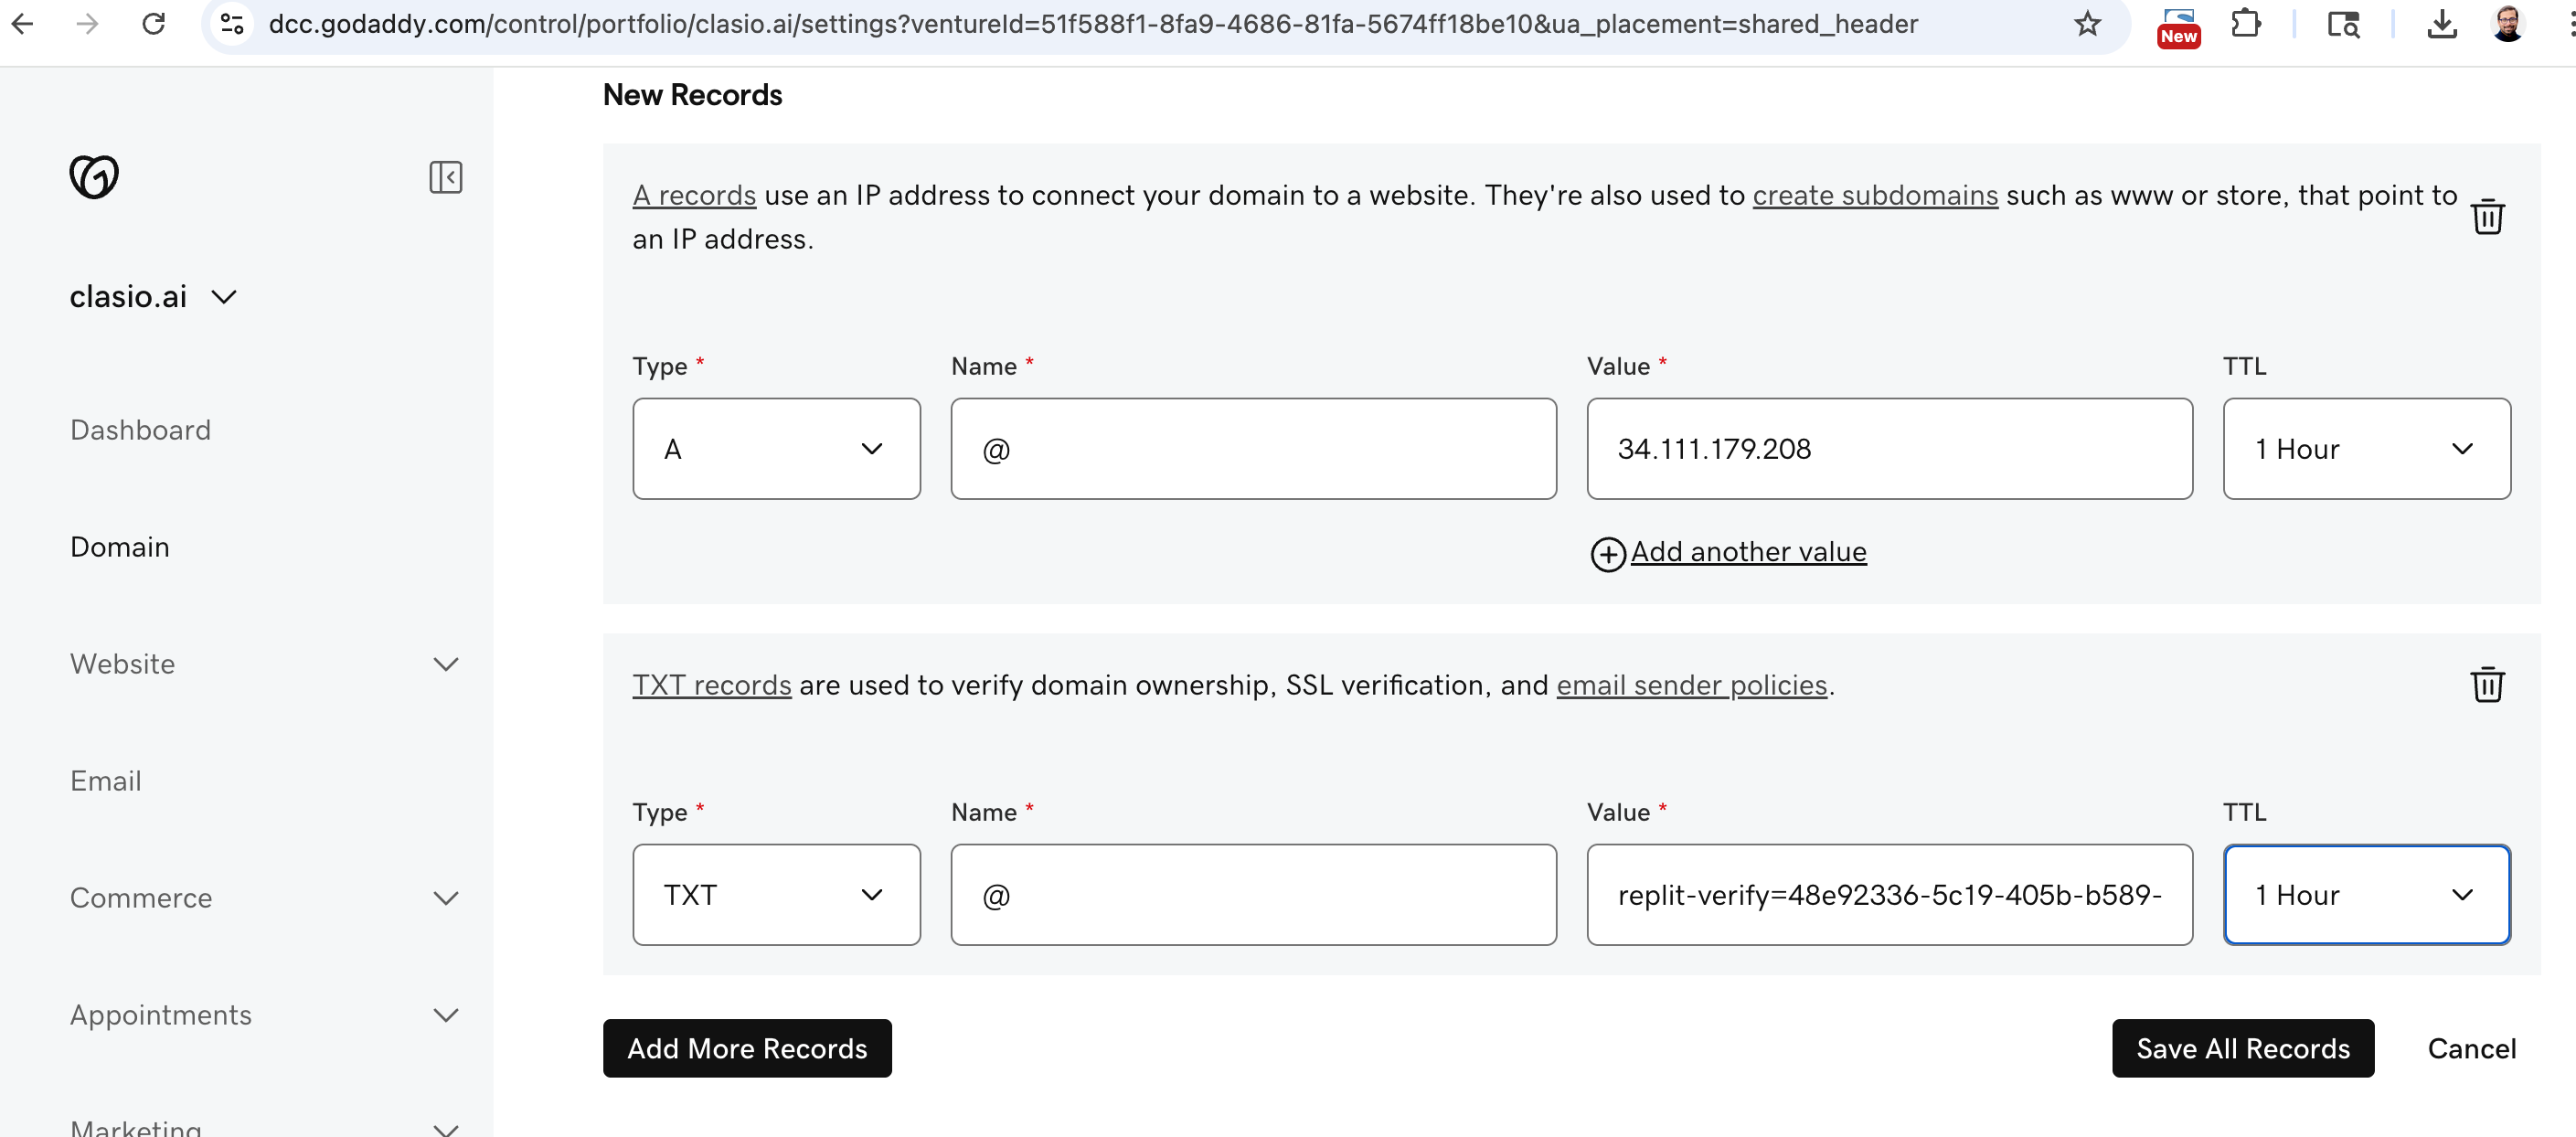 dcc.godaddy.com/control/portfolio/clasio.ai/settings?ventureId=51f588f1-8fa9-4686-81fa-5674ff18be10&ua_placement=shared_header
New
clasio.ai
Dashboard
Domain
Website
Email
Commerce
Appointments
Marketing
New Records
A records use an IP address to connect your domain to a website. They're also used to create subdomains such as www or store, that point to
an IP address.
Type * Name * Value * TTL
A @ 34.111.179.208 1 Hour
Add another value
TXT records are used to verify domain ownership, SSL verification, and email sender policies.
Type * Name * Value * TTL
TXT @ replit-verify=48e92336-5c19-405b-b589- 1 Hour
Add More Records Save All Records Cancel